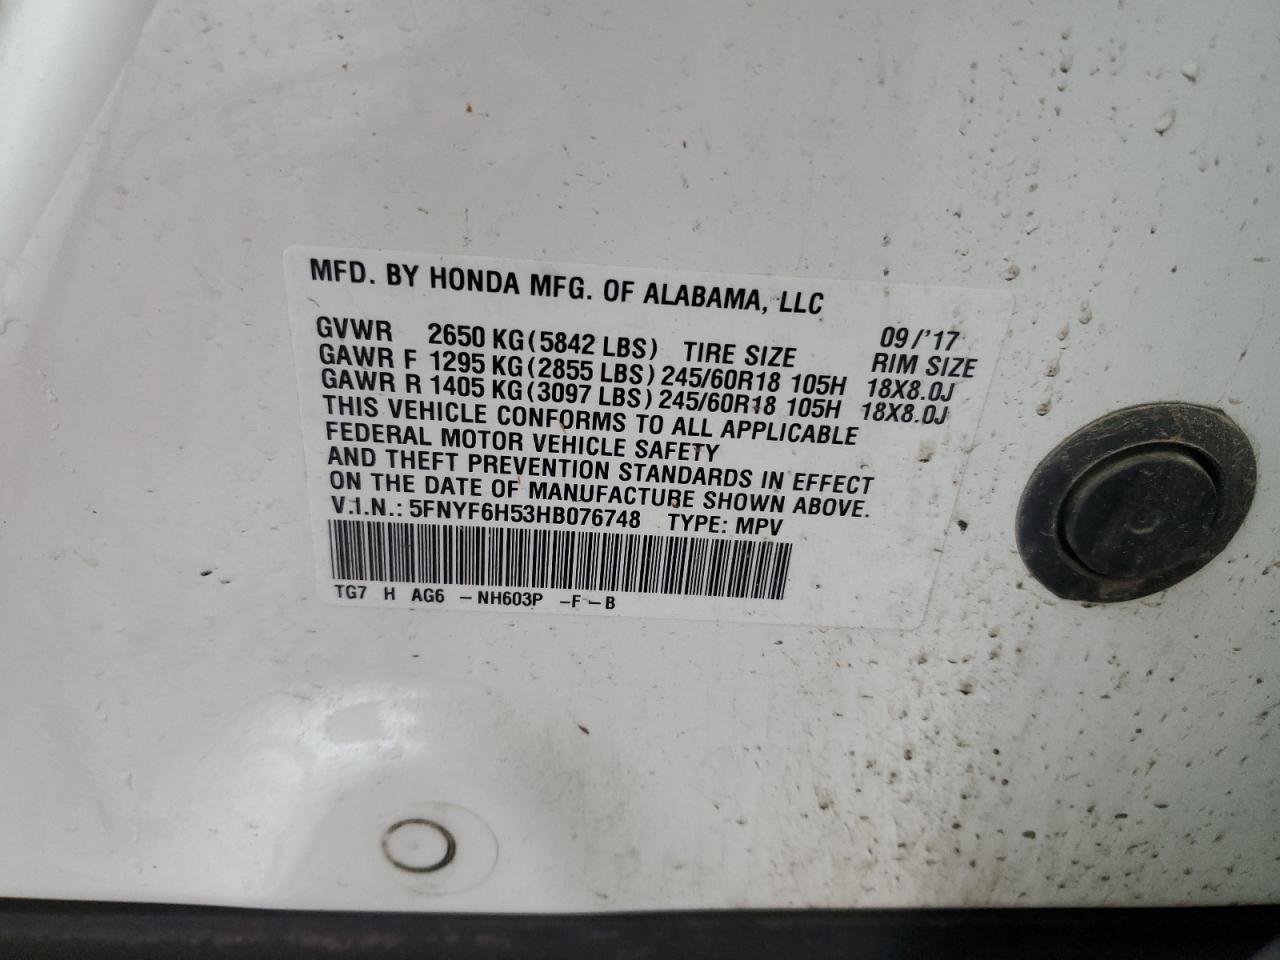 MFD. BY HONDA MFG. OF ALABAMA, LLC
09/'17
GVWR 2650 KG(5842 LBS) TIRE SIZE RIM SIZE
GAWR F 1295 KG(2855 LBS)245/60R18 105H 18X8.0J
GAWR R 1405 KG(3097 LBS)245/60R18 105H 18X8.0J
THIS VEHICLE CONFORMS TO ALL APPLICABLE
FEDERAL MOTOR VEHICLE SAFETY
AND THEFT PREVENTION STANDARDS IN EFFECT
ON THE DATE OF MANUFACTURE SHOWN ABOVE.
V.I.N.: 5FNYF6H53HB076748 TYPE: MPV
TG7 H AG6 -NH603P -F-B